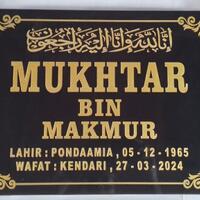 إنا لله وإنا إليه راجعون
MUKHTAR
BIN
MAKMUR
LAHIR : PONDAAMIA , 05 - 12 - 1965
WAFAT : KENDARI , 27 - 03 - 2024